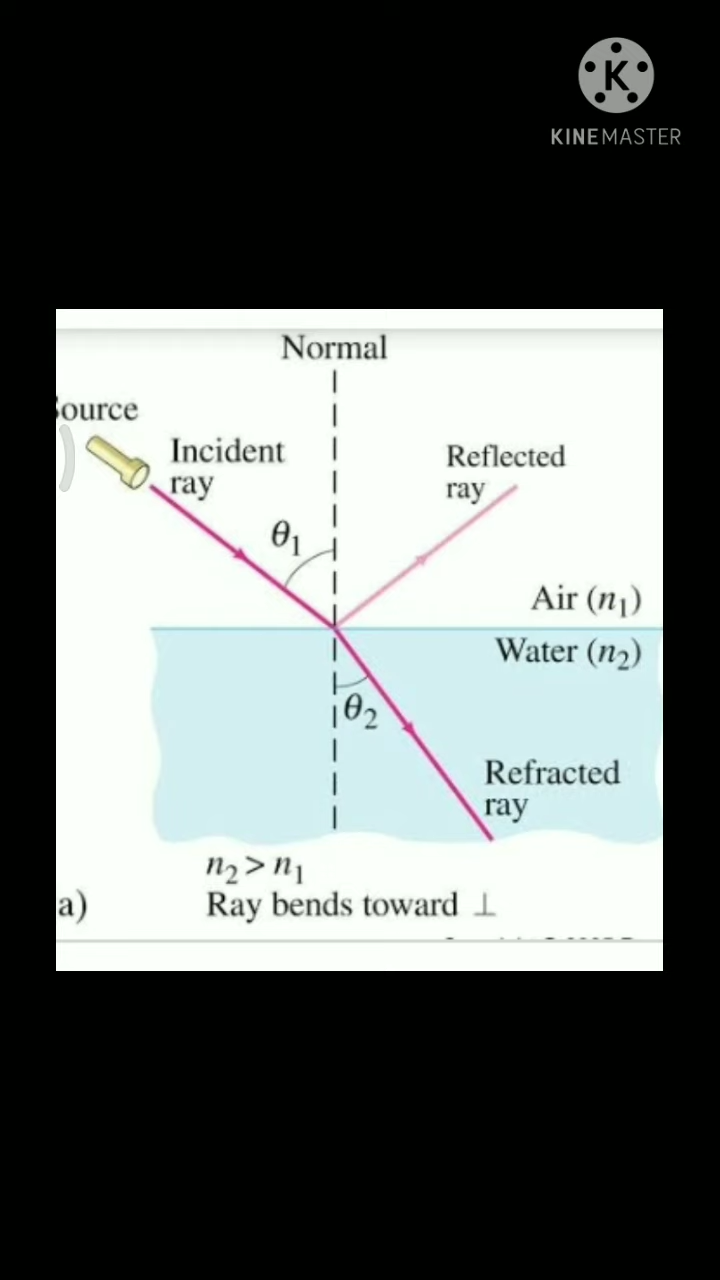 K
KINEMASTER
Normal
Source
Incident
ray
Reflected
ray
θ1
Air (n1)
Water (n2)
θ2
Refracted
ray
n2 > n1
a)
Ray bends toward ⊥